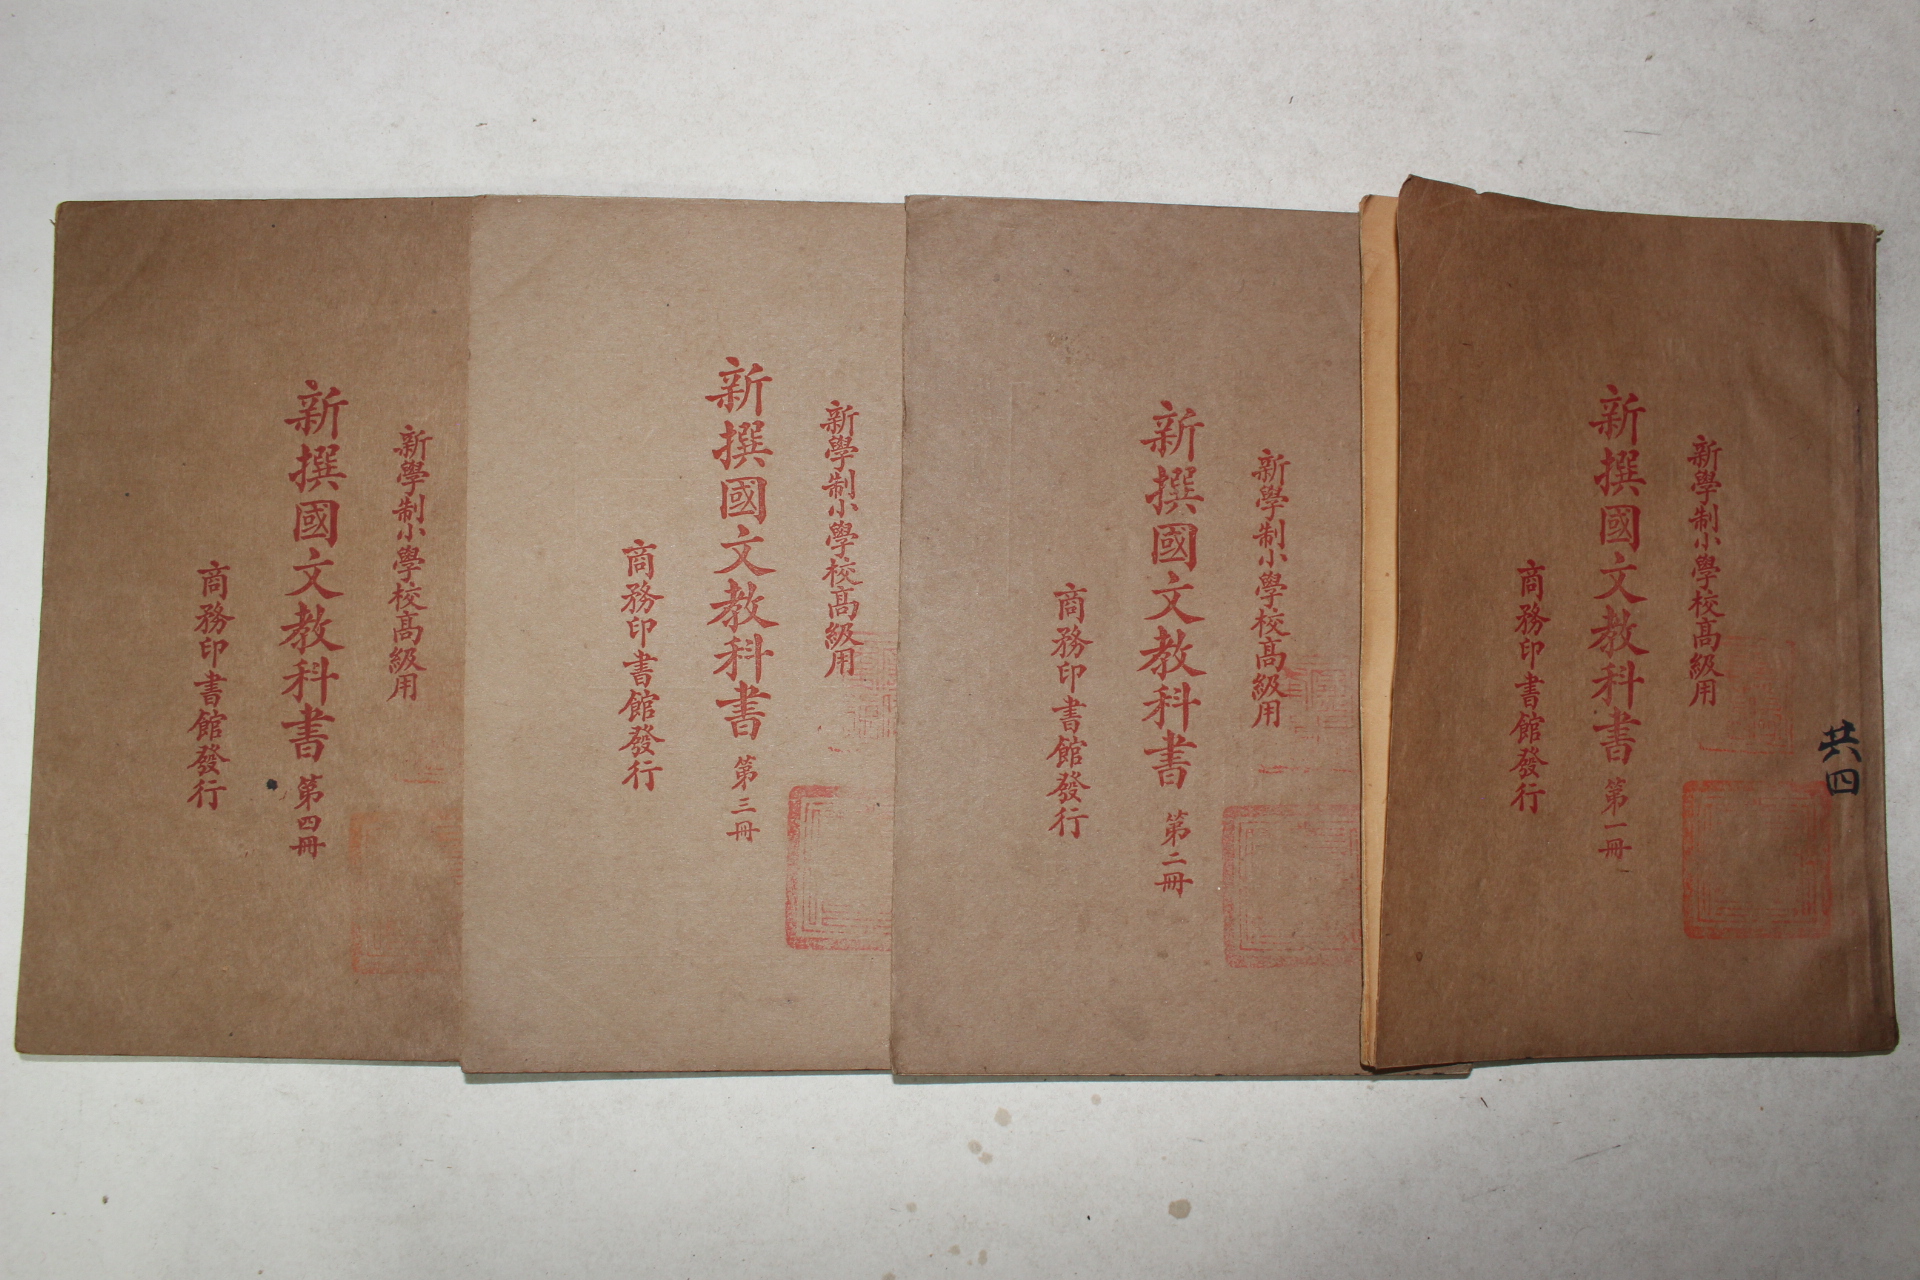 共四
新學制小學校高級用
新撰國文教科書 第一冊
商務印書館發行
新學制小學校高級用
新撰國文教科書 第二冊
商務印書館發行
新學制小學校高級用
新撰國文教科書 第三冊
商務印書館發行
新學制小學校高級用
新撰國文教科書 第四冊
商務印書館發行